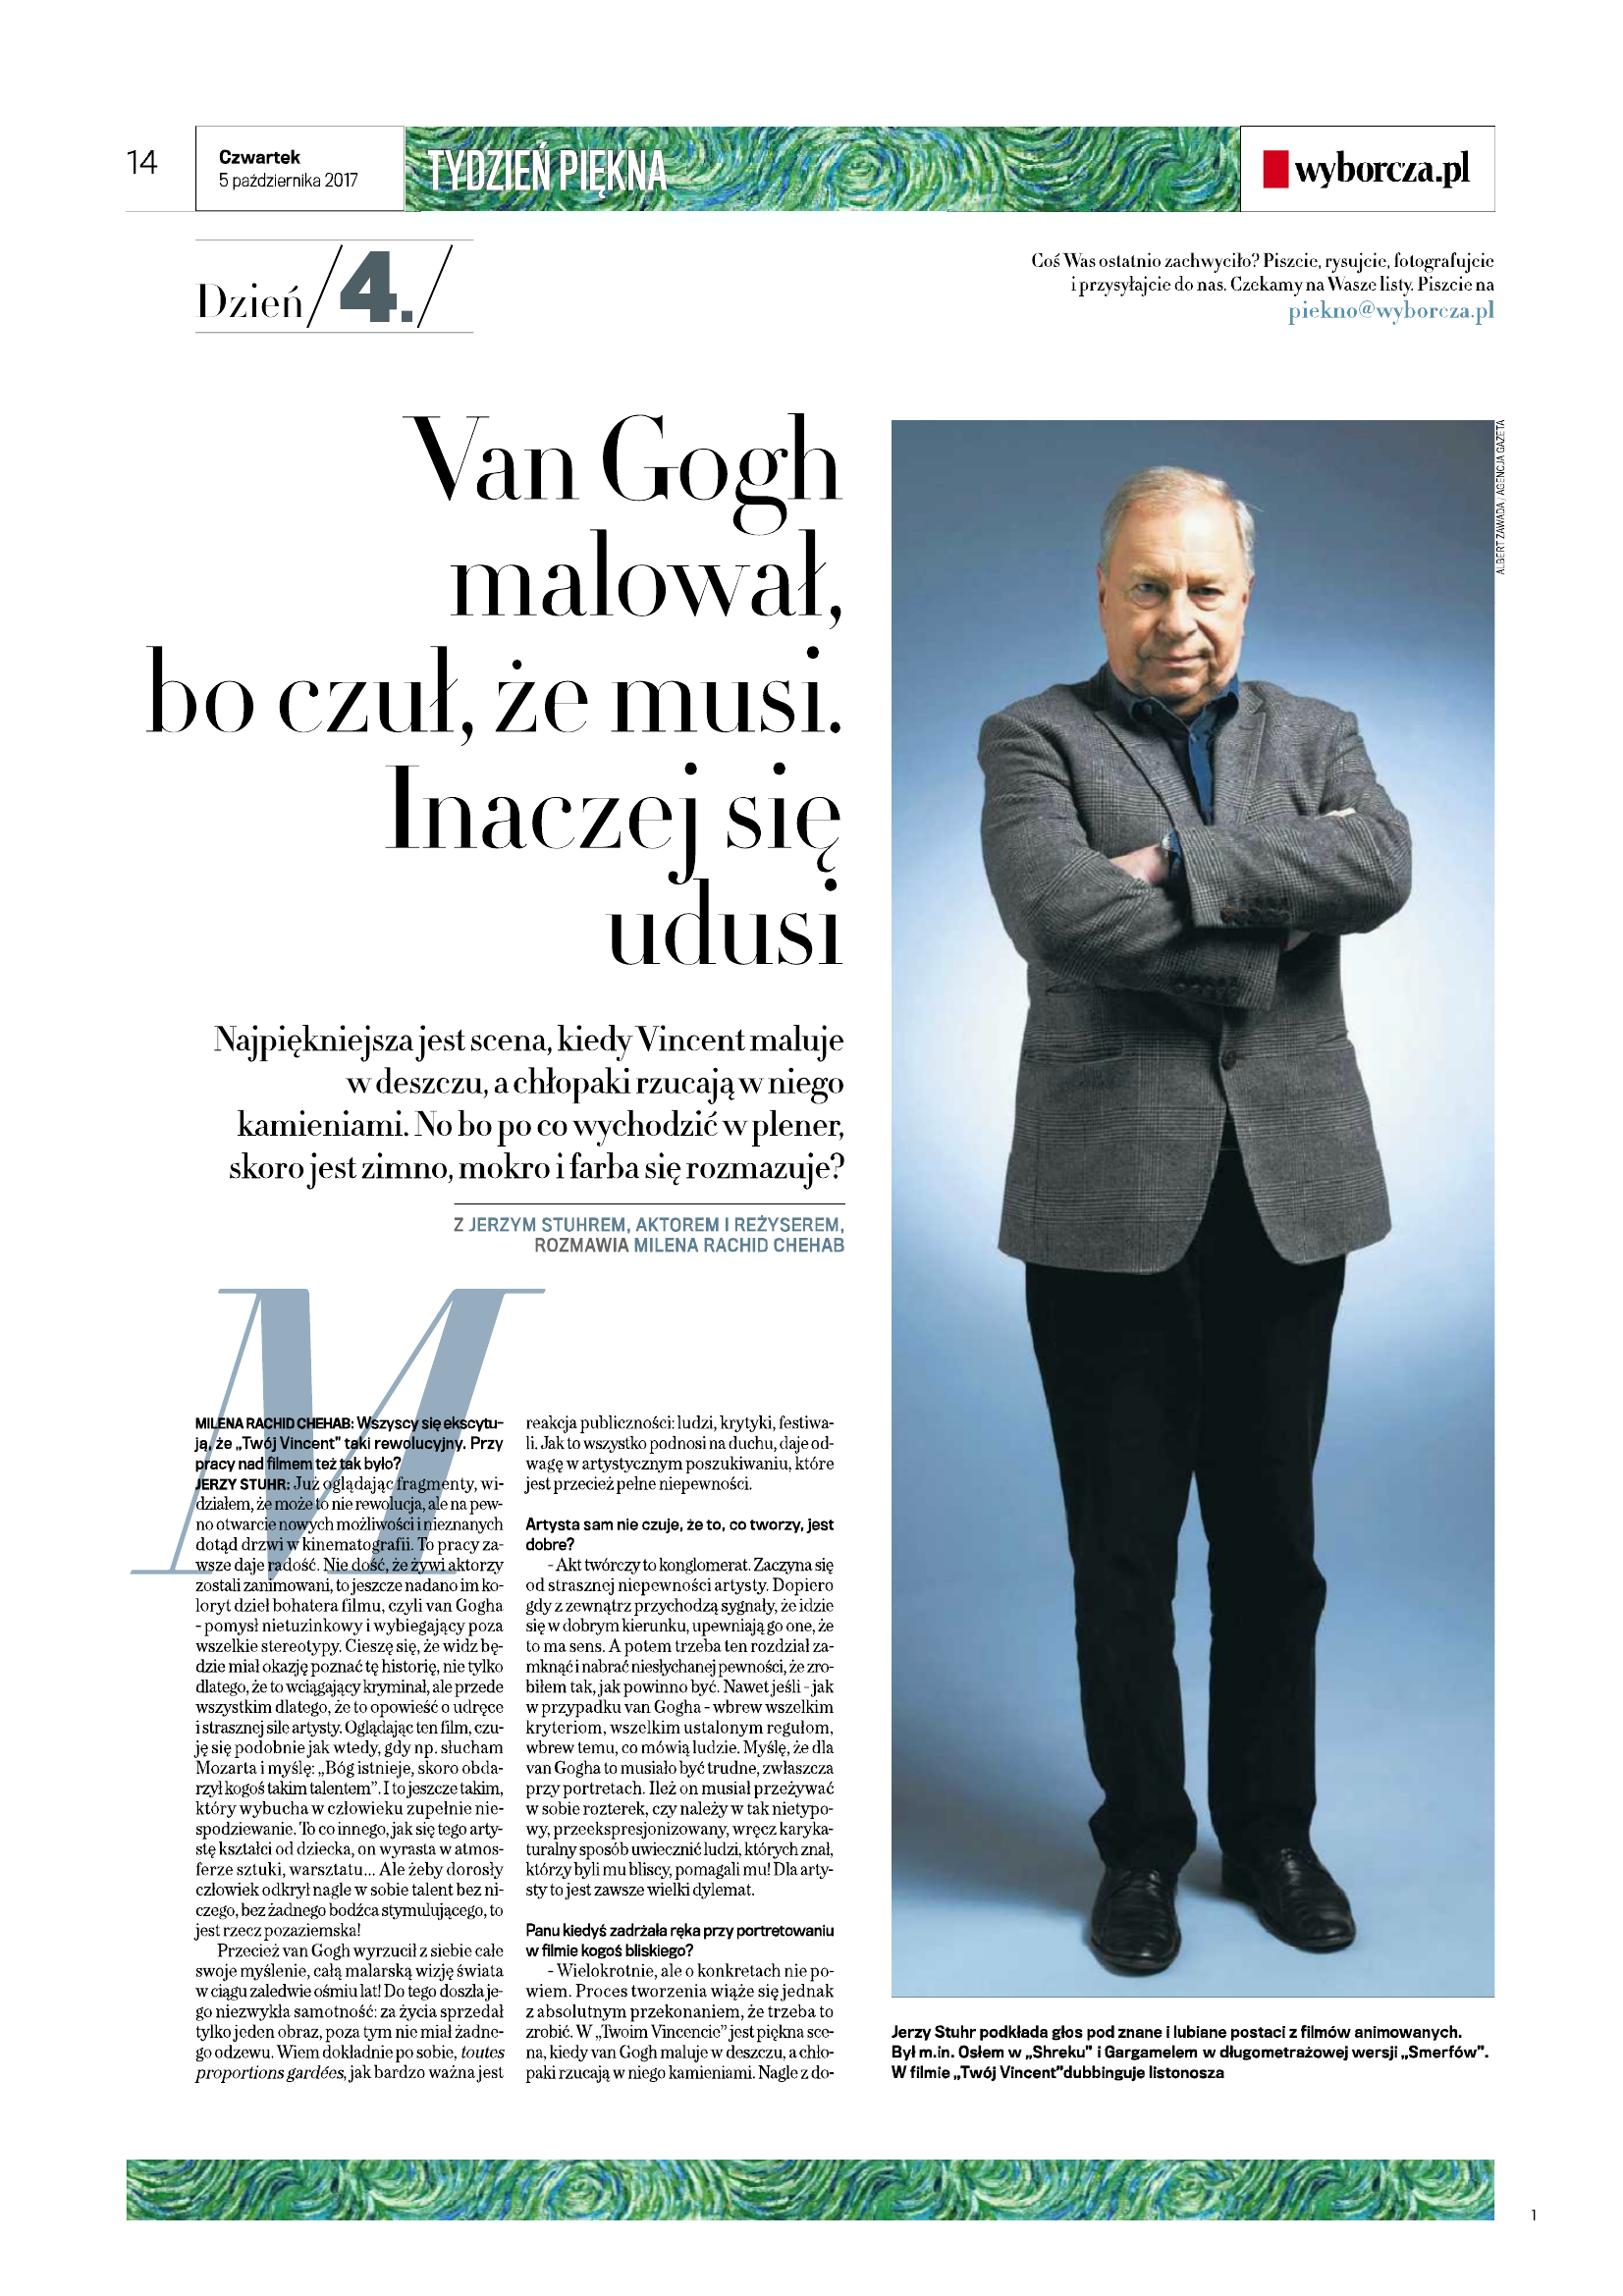 14
Czwartek
5 października 2017
TYDZIEŃ PIĘKNA
wyborcza.pl
Dzień /4./
Coś Was ostatnio zachwyciło? Piszcie, rysujcie, fotografujcie
i przysyłajcie do nas. Czekamy na Wasze listy. Piszcie na
piekno@wyborcza.pl
Van Gogh
malował,
bo czuł, że musi.
Inaczej się
udusi
Najpiękniejsza jest scena, kiedy Vincent maluje
w deszczu, a chłopaki rzucają w niego
kamieniami. No bo po co wychodzić w plener,
skoro jest zimno, mokro i farba się rozmazuje?
Z JERZYM STUHREM, AKTOREM I REŻYSEREM,
ROZMAWIA MILENA RACHID CHEHAB
M
MILENA RACHID CHEHAB: Wszyscy się ekscytu-
ją, że „Twój Vincent” taki rewolucyjny. Przy
pracy nad filmem też tak było?
JERZY STUHR: Już oglądając fragmenty, wi-
działem, że może to nie rewolucja, ale na pew-
no otwarcie nowych możliwości i nieznanych
dotąd drzwi w kinematografii. To pracy za-
wsze daje radość. Nie dość, że żywi aktorzy
zostali zanimowani, to jeszcze nadano im ko-
loryt dzieł bohatera filmu, czyli van Gogha
- pomysł nietuzinkowy i wybiegający poza
wszelkie stereotypy. Cieszę się, że widz bę-
dzie miał okazję poznać tę historię, nie tylko
dlatego, że to wciągający kryminał, ale przede
wszystkim dlatego, że to opowieść o udręce
i strasznej sile artysty. Oglądając ten film, czu-
ję się podobnie jak wtedy, gdy np. słucham
Mozarta i myślę: „Bóg istnieje, skoro obda-
rzył kogoś takim talentem”. I to jeszcze takim,
który wybucha w człowieku zupełnie nie-
spodziewanie. To co innego, jak się tego arty-
stę kształci od dziecka, on wyrasta w atmos-
ferze sztuki, warsztatu... Ale żeby dorosły
człowiek odkrył nagle w sobie talent bez ni-
czego, bez żadnego bodźca stymulującego, to
jest rzecz pozaziemska!
Przecież van Gogh wyrzucił z siebie całe
swoje myślenie, całą malarską wizję świata
w ciągu zaledwie ośmiu lat! Do tego doszła je-
go niezwykła samotność: za życia sprzedał
tylko jeden obraz, poza tym nie miał żadne-
go odzewu. Wiem dokładnie po sobie, toutes
proportions gardées, jak bardzo ważna jest
reakcja publiczności: ludzi, krytyki, festiwa-
li. Jak to wszystko podnosi na duchu, daje od-
wagę w artystycznym poszukiwaniu, które
jest przecież pełne niepewności.
Artysta sam nie czuje, że to, co tworzy, jest
dobre?
- Akt twórczy to konglomerat. Zaczyna się
od strasznej niepewności artysty. Dopiero
gdy z zewnątrz przychodzą sygnały, że idzie
się w dobrym kierunku, upewniają go one, że
to ma sens. A potem trzeba ten rozdział za-
mknąć i nabrać niesłychanej pewności, że zro-
biłem tak, jak powinno być. Nawet jeśli - jak
w przypadku van Gogha - wbrew wszelkim
kryteriom, wszelkim ustalonym regułom,
wbrew temu, co mówią ludzie. Myślę, że dla
van Gogha to musiało być trudne, zwłaszcza
przy portretach. Ileż on musiał przeżywać
w sobie rozterek, czy należy w tak nietypo-
wy, przeekspresjonizowany, wręcz karyka-
turalny sposób uwiecznić ludzi, których znał,
którzy byli mu bliscy, pomagali mu! Dla arty-
sty to jest zawsze wielki dylemat.
Panu kiedyś zadrżała ręka przy portretowaniu
w filmie kogoś bliskiego?
- Wielokrotnie, ale o konkretach nie po-
wiem. Proces tworzenia wiąże się jednak
z absolutnym przekonaniem, że trzeba to
zrobić. W „Twoim Vincencie” jest piękna sce-
na, kiedy van Gogh maluje w deszczu, a chło-
paki rzucają w niego kamieniami. Nagle z do-
ALBERT ZAWADA / AGENCJA GAZETA
Jerzy Stuhr podkłada głos pod znane i lubiane postaci z filmów animowanych.
Był m.in. Osłem w „Shreku” i Gargamelem w długometrażowej wersji „Smerfów”.
W filmie „Twój Vincent”dubbinguje listonosza
1